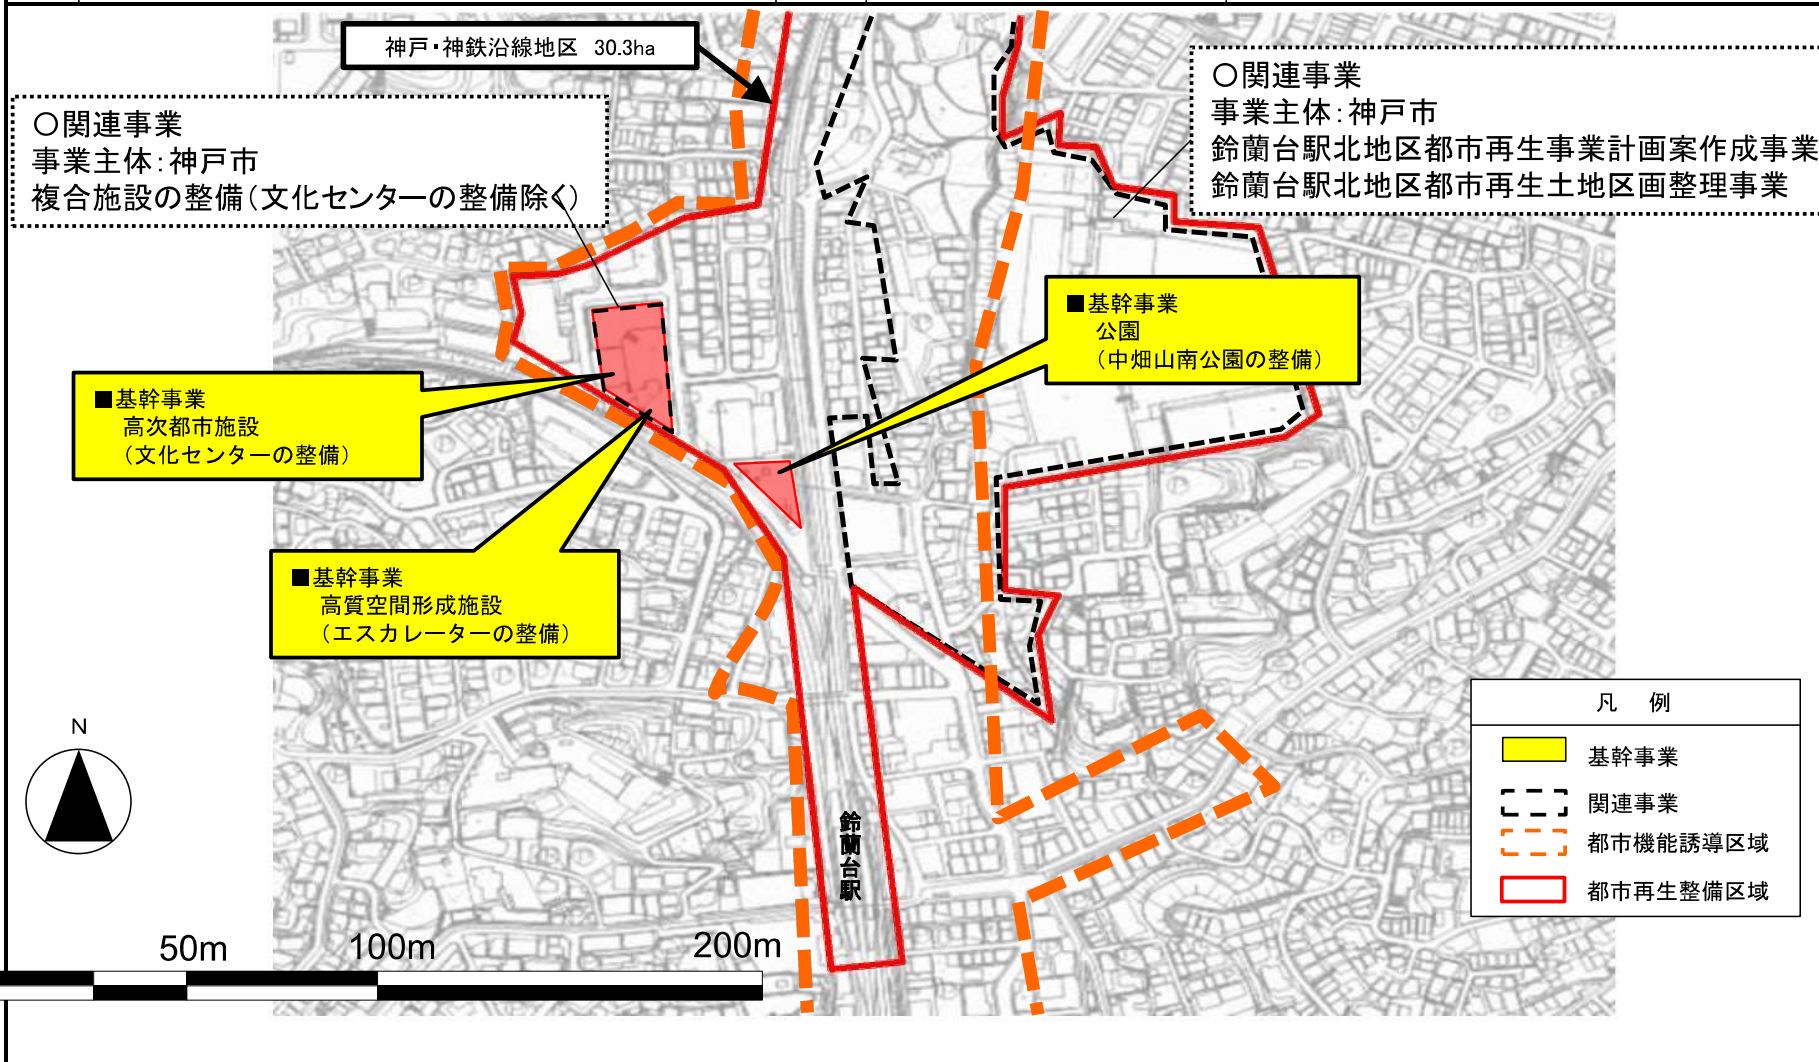 神戸・神鉄沿線地区 30.3ha
〇関連事業
事業主体:神戸市
複合施設の整備(文化センターの整備除く)
〇関連事業
事業主体:神戸市
鈴蘭台駅北地区都市再生事業計画案作成事業
鈴蘭台駅北地区都市再生土地区画整理事業
■基幹事業
公園
(中畑山南公園の整備)
■基幹事業
高次都市施設
(文化センターの整備)
■基幹事業
高質空間形成施設
(エスカレーターの整備)
鈴蘭台駅
N
50m 100m 200m
凡 例
基幹事業
関連事業
都市機能誘導区域
都市再生整備区域